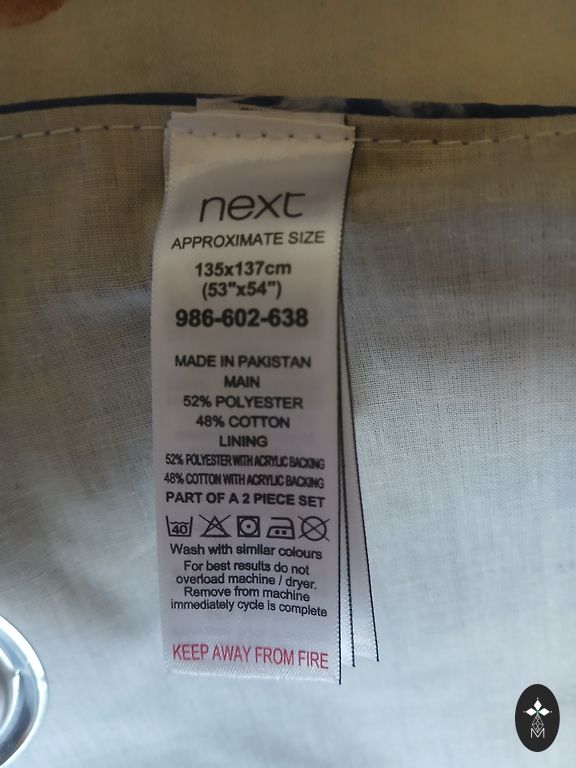 next
APPROXIMATE SIZE
135x137cm
(53"x54")
986-602-638
MADE IN PAKISTAN
MAIN
52% POLYESTER
48% COTTON
LINING
52% POLYESTER WITH ACRYLIC BACKING
48% COTTON WITH ACRYLIC BACKING
PART OF A 2 PIECE SET
40
Wash with similar colours
For best results do not
overload machine / dryer.
Remove from machine
immediately cycle is complete
KEEP AWAY FROM FIRE
M